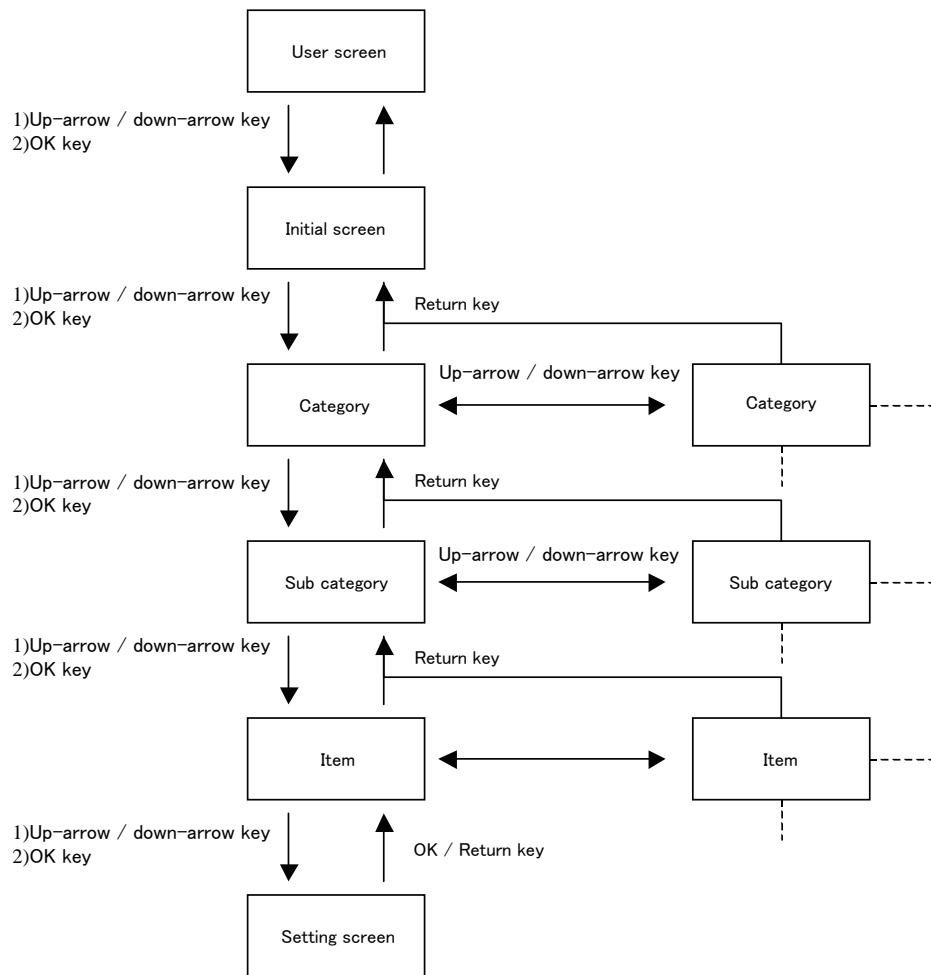 User screen
1)Up-arrow / down-arrow key
2)OK key
Initial screen
1)Up-arrow / down-arrow key
2)OK key
Return key
Up-arrow / down-arrow key
Category
Category
1)Up-arrow / down-arrow key
2)OK key
Return key
Up-arrow / down-arrow key
Sub category
Sub category
1)Up-arrow / down-arrow key
2)OK key
Return key
Item
Item
1)Up-arrow / down-arrow key
2)OK key
OK / Return key
Setting screen